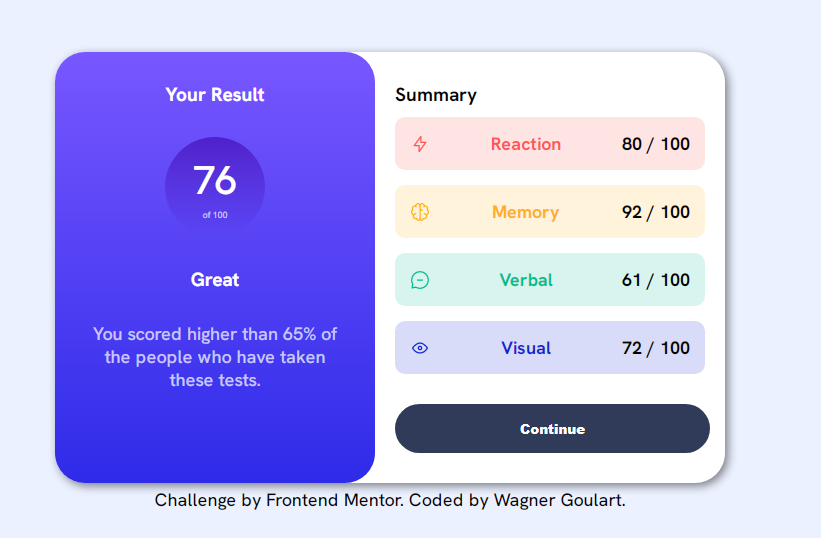 Your Result
76
of 100
Great
You scored higher than 65% of
the people who have taken
these tests.
Summary
Reaction 80 / 100
Memory 92 / 100
Verbal 61 / 100
Visual 72 / 100
Continue
Challenge by Frontend Mentor. Coded by Wagner Goulart.